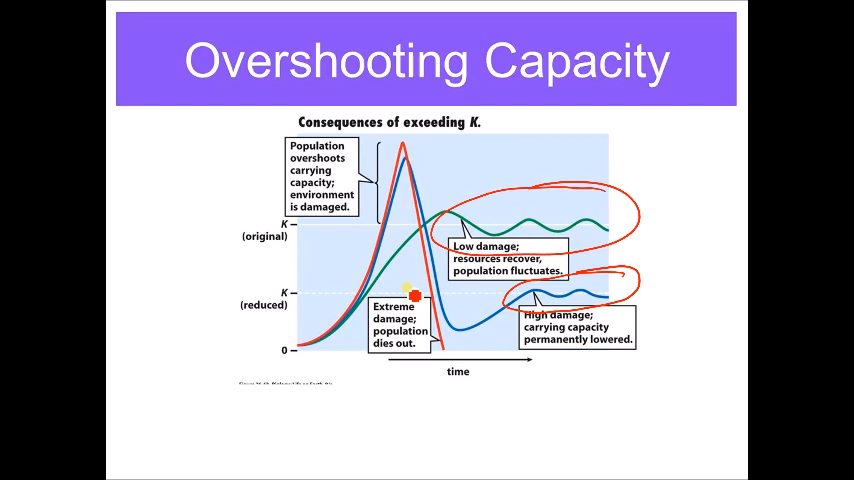 Overshooting Capacity
Consequences of exceeding K.
Population
overshoots
carrying
capacity;
environment
is damaged.
K
(original)
Low damage;
resources recover,
population fluctuates.
K
(reduced)
Extreme
damage;
population
dies out.
High damage;
carrying capacity
permanently lowered.
0
time